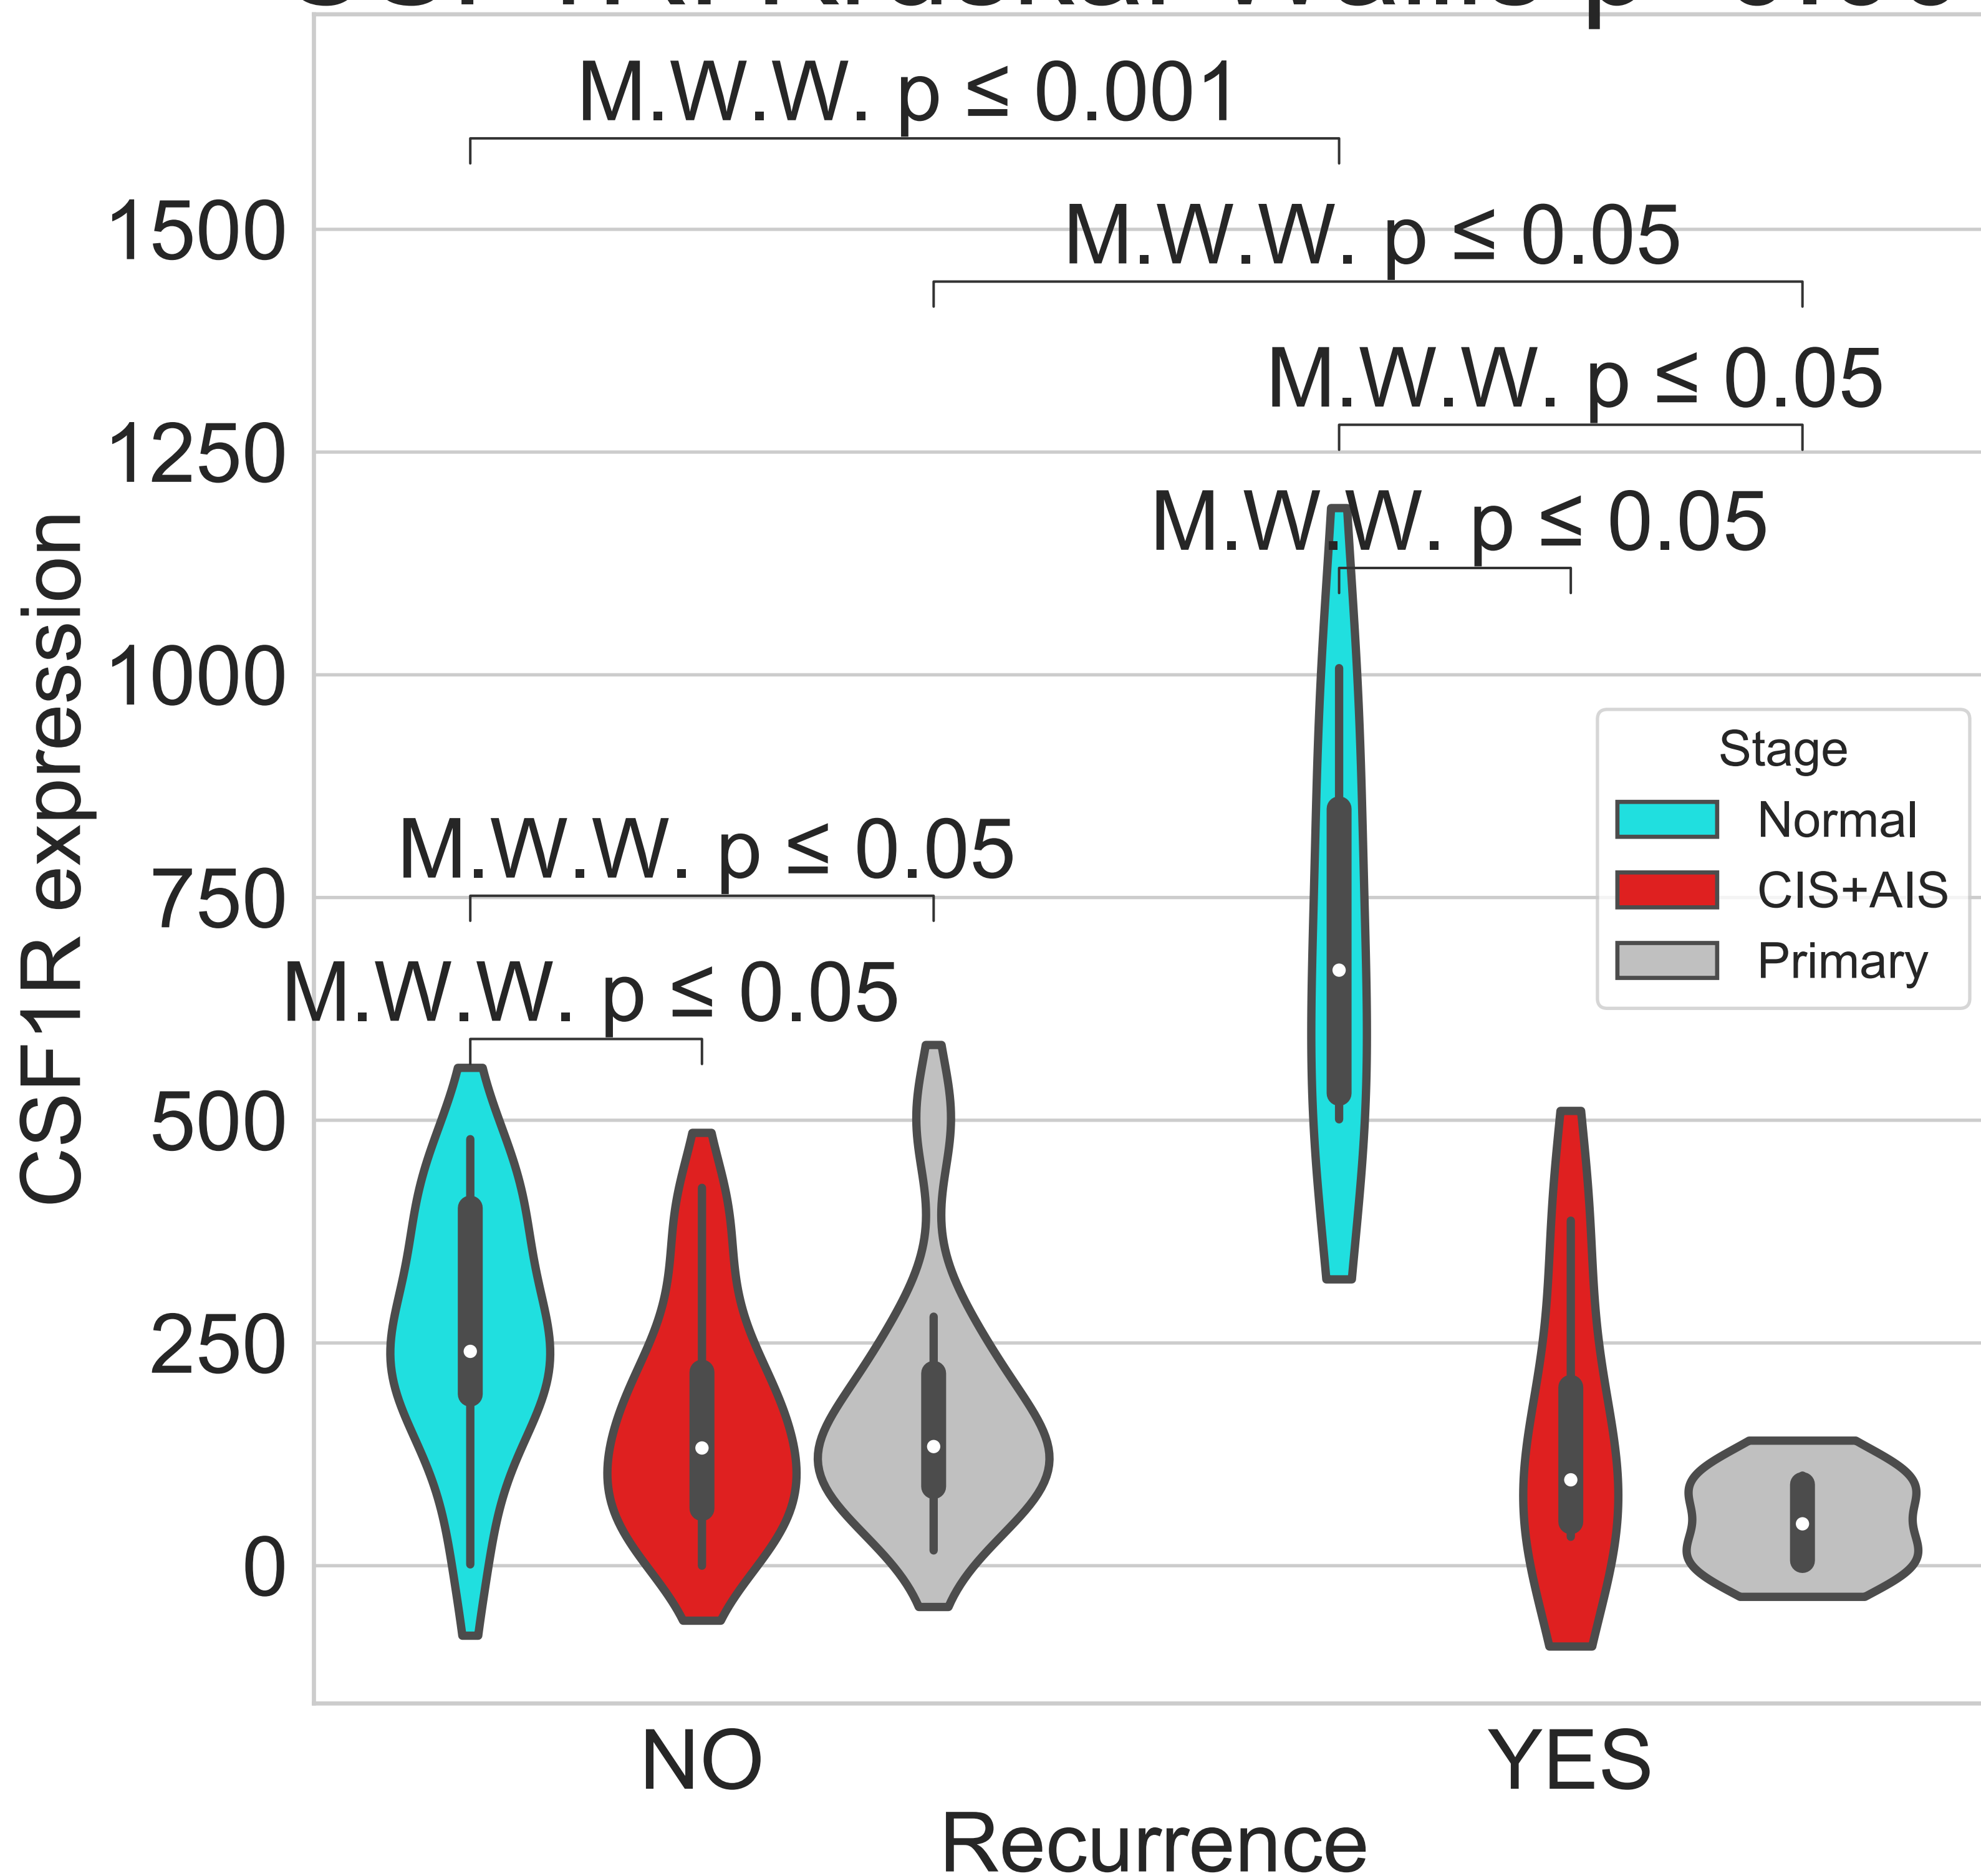 M.W.W. p ≤ 0.001
1500
M.W.W. p ≤ 0.05
M.W.W. p ≤ 0.05
1250
M.W.W. p ≤ 0.05
1000
Stage
Normal
CIS+AIS
Primary
M.W.W. p ≤ 0.05
750
M.W.W. p ≤ 0.05
500
250
0
CSF1R expression
NO
YES
Recurrence